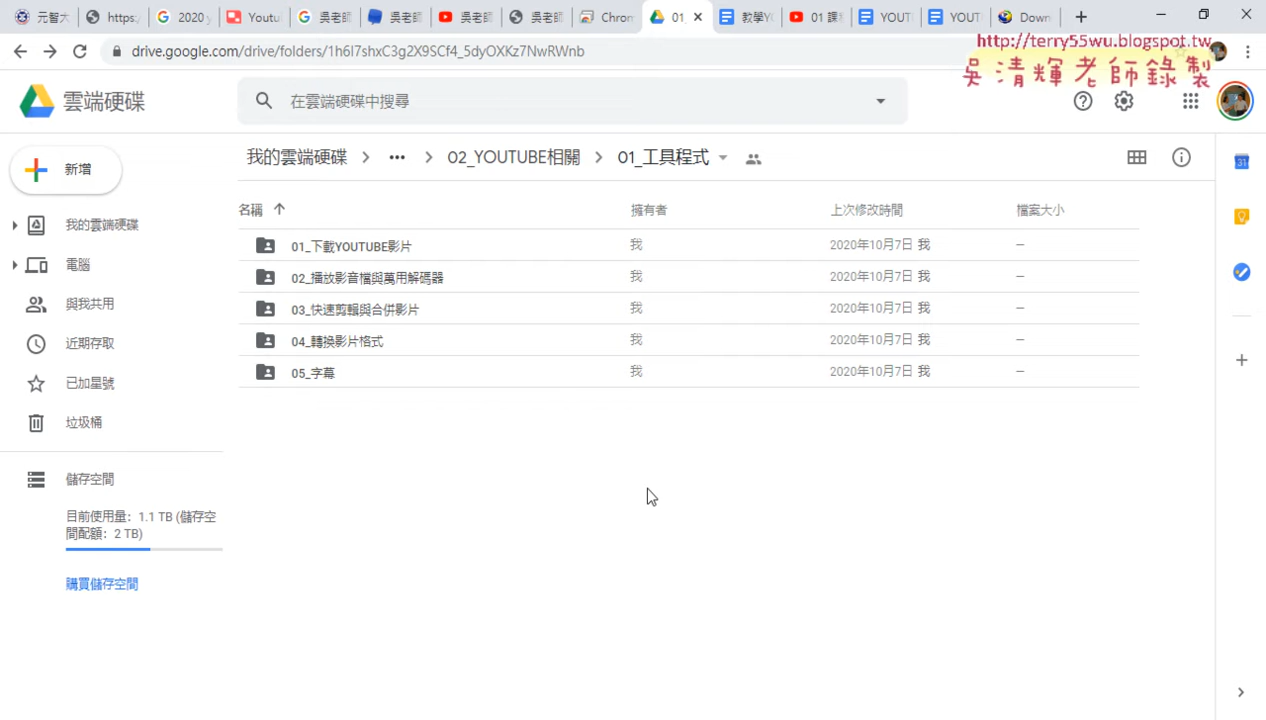 元智大
https:
2020
Youtu
吳老師
吳老師
吳老師
吳老師
Chron
01
教學YO
01 課
YOUT
YOUT
Down
drive.google.com/drive/folders/1h6I7shxC3g2X9SCf4_5dyOXKz7NwRWnb
http://terry55wu.blogspot.tw
吳清輝老師錄製
雲端硬碟
在雲端硬碟中搜尋
新增
我的雲端硬碟
02_YOUTUBE相關
01_工具程式
31
名稱
擁有者
上次修改時間
檔案大小
我的雲端硬碟
電腦
與我共用
近期存取
已加星號
垃圾桶
01_下載YOUTUBE影片 我 2020年10月7日 我 –
02_播放影音檔與萬用解碼器 我 2020年10月7日 我 –
03_快速剪輯與合併影片 我 2020年10月7日 我 –
04_轉換影片格式 我 2020年10月7日 我 –
05_字幕 我 2020年10月7日 我 –
儲存空間
目前使用量：1.1 TB (儲存空
間配額：2 TB)
購買儲存空間